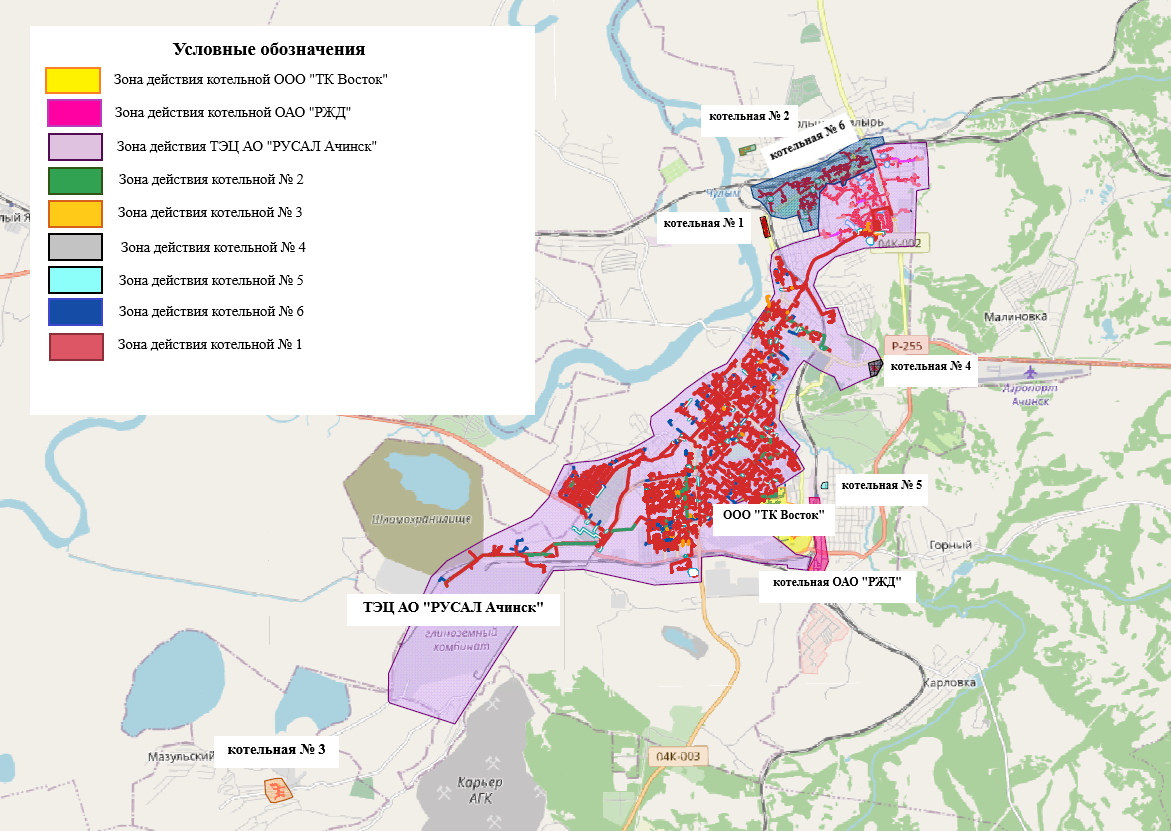 Условные обозначения
Зона действия котельной ООО "ТК Восток"
Зона действия котельной ОАО "РЖД"
Зона действия ТЭЦ АО "РУСАЛ Ачинск"
Зона действия котельной № 2
Зона действия котельной № 3
Зона действия котельной № 4
Зона действия котельной № 5
Зона действия котельной № 6
Зона действия котельной № 1
котельная № 2
котельная № 6
Чулым
котельная № 1
04К-002
Малиновка
Р-255
котельная № 4
Аэропорт
Ачинск
котельная № 5
ООО "ТК Восток"
Шламохранилище
Горный
котельная ОАО "РЖД"
ТЭЦ АО "РУСАЛ Ачинск"
глиноземный
комбинат
Карловка
котельная № 3
Мазульский
04К-003
Карьер
АГК